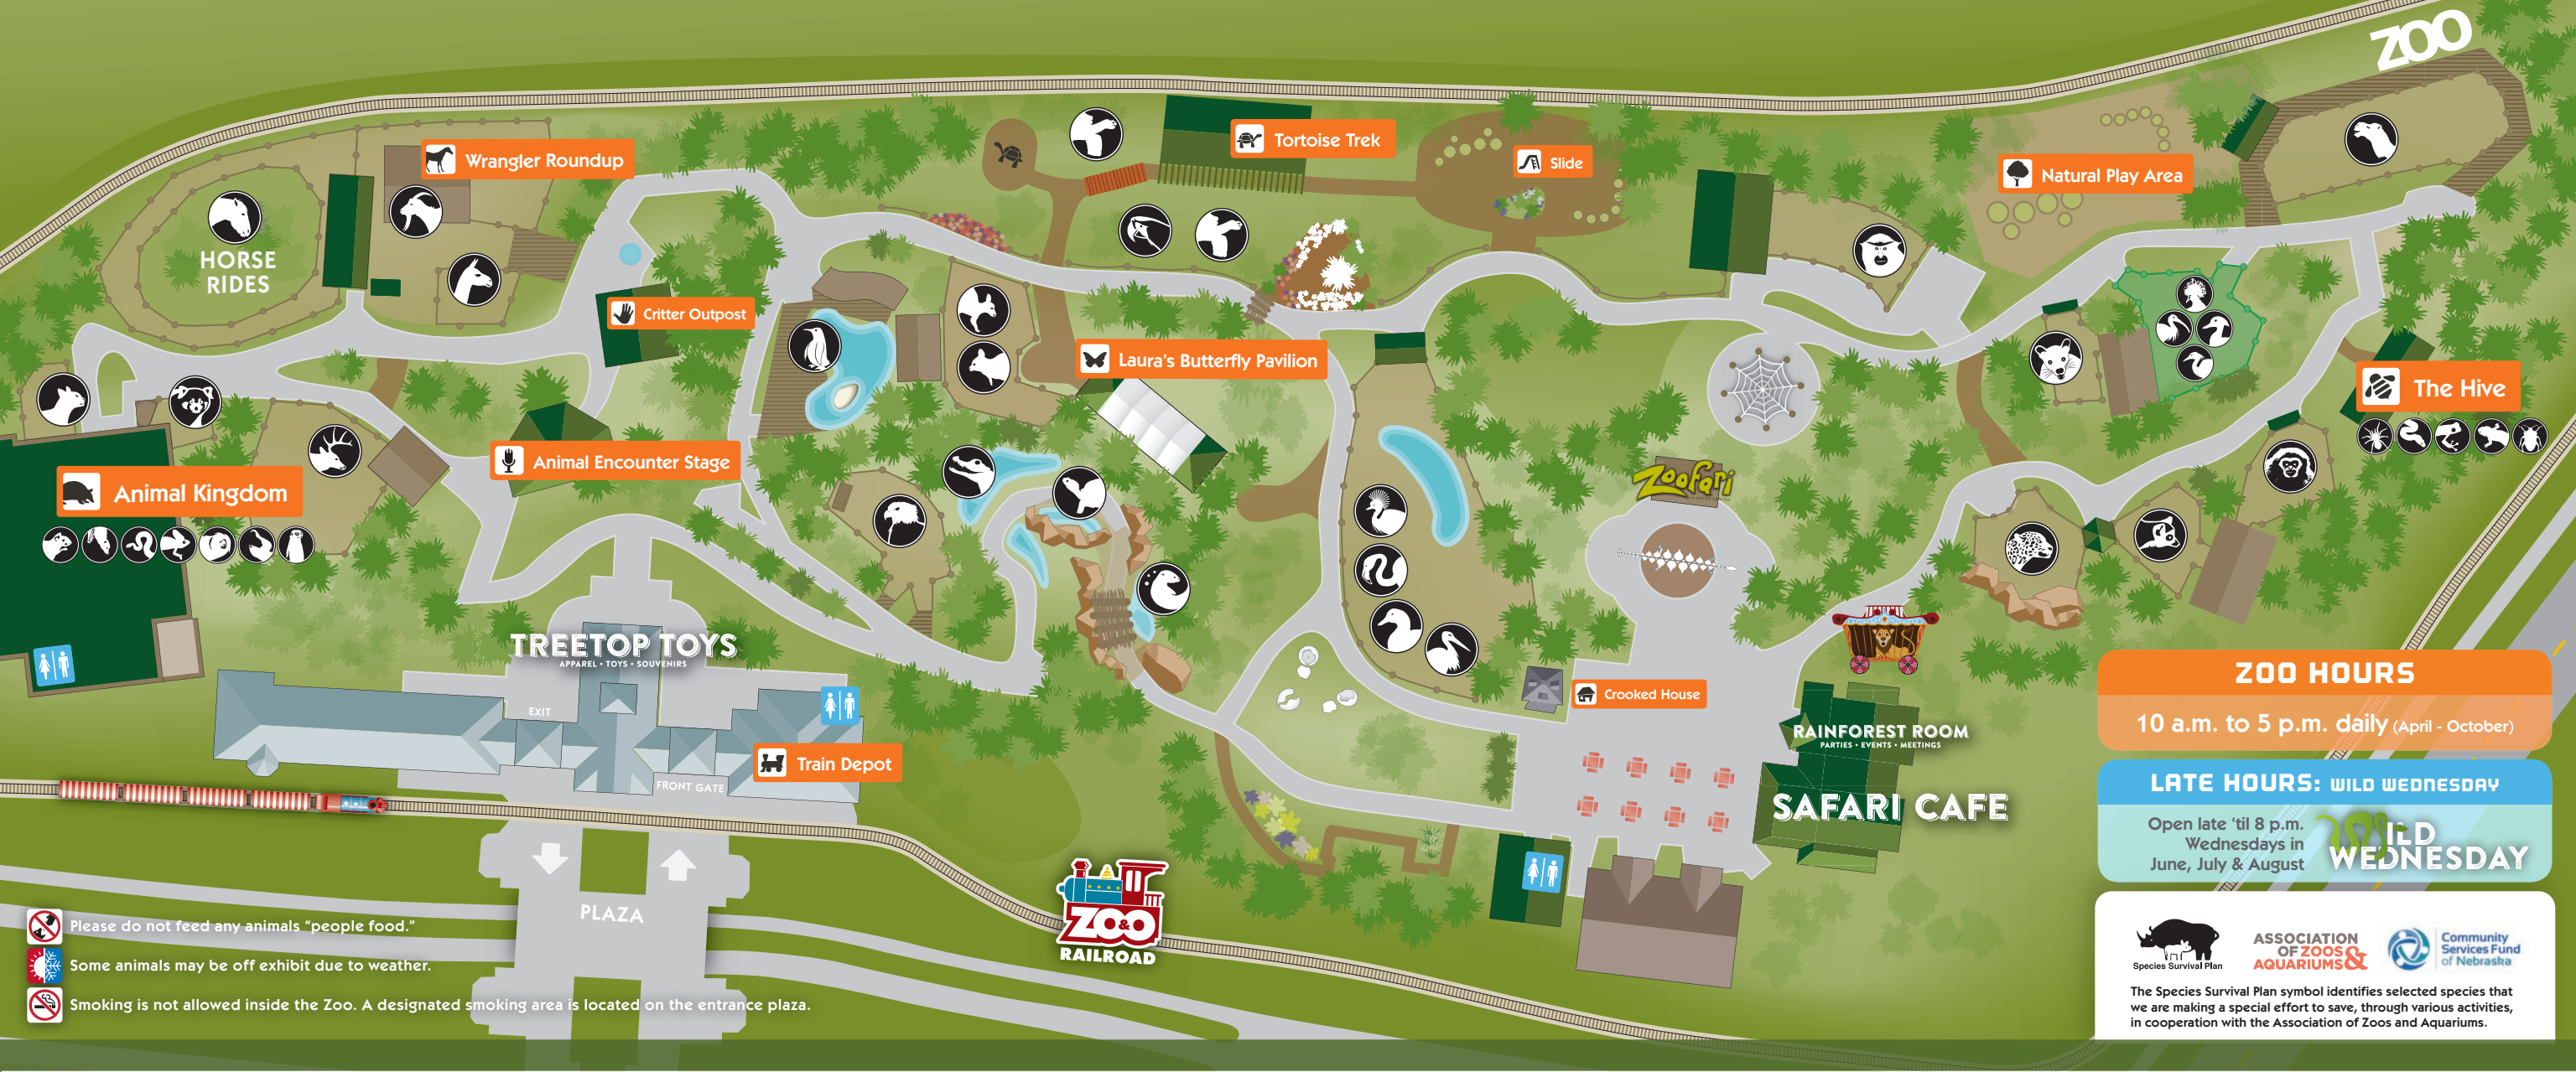 ZOO
Wrangler Roundup
Tortoise Trek
Slide
Natural Play Area
HORSE
RIDES
Critter Outpost
Laura's Butterfly Pavilion
The Hive
Animal Encounter Stage
Animal Kingdom
Zoofari
TREETOP TOYS
APPAREL • TOYS • SOUVENIRS
EXIT
Crooked House
RAINFOREST ROOM
PARTIES • EVENTS • MEETINGS
Train Depot
FRONT GATE
SAFARI CAFE
PLAZA
ZOO
RAILROAD
Please do not feed any animals "people food."
Some animals may be off exhibit due to weather.
Smoking is not allowed inside the Zoo. A designated smoking area is located on the entrance plaza.
ZOO HOURS
10 a.m. to 5 p.m. daily (April - October)
LATE HOURS: WILD WEDNESDAY
Open late ‘til 8 p.m.
Wednesdays in
June, July & August
WILD
WEDNESDAY
Species Survival Plan
ASSOCIATION
OF ZOOS
AQUARIUMS &
Community
Services Fund
of Nebraska
The Species Survival Plan symbol identifies selected species that
we are making a special effort to save, through various activities,
in cooperation with the Association of Zoos and Aquariums.